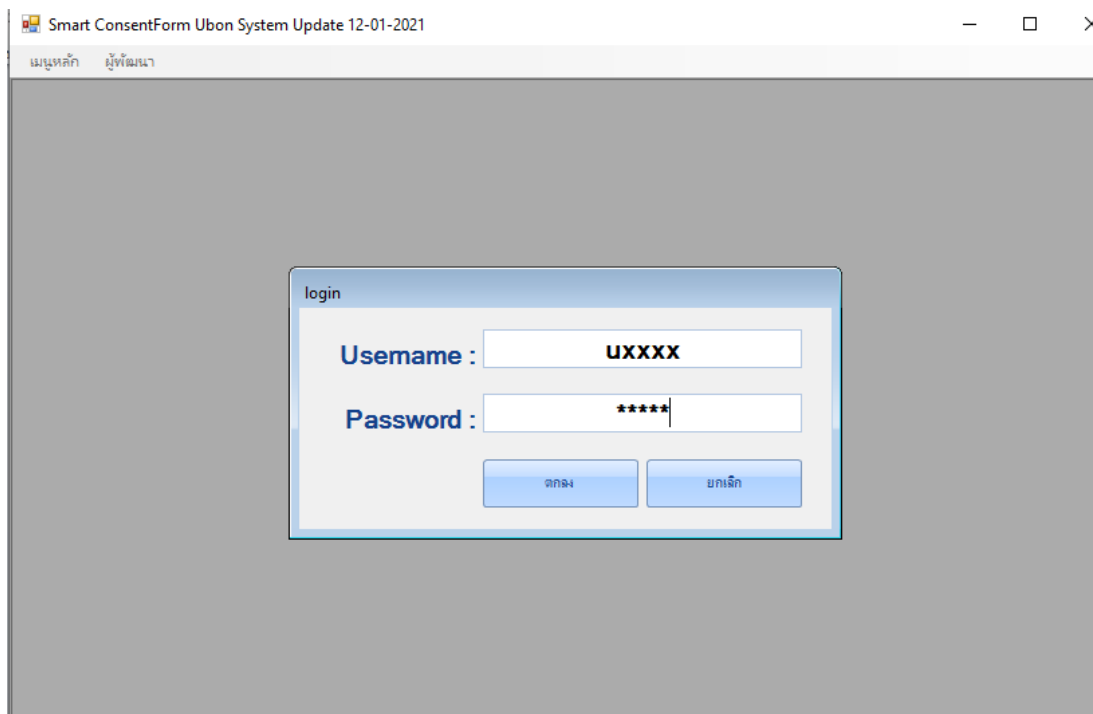 Smart ConsentForm Ubon System Update 12-01-2021
เมนูหลัก ผู้พัฒนา
login
Username : uxxxx
Password : *****
ตกลง ยกเลิก